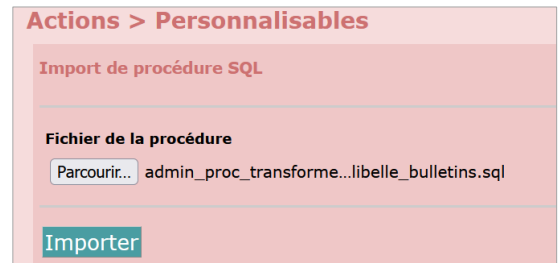 Actions > Personnalisables
Import de procédure SQL
Fichier de la procédure
Parcourir... admin_proc_transforme...libelle_bulletins.sql
Importer